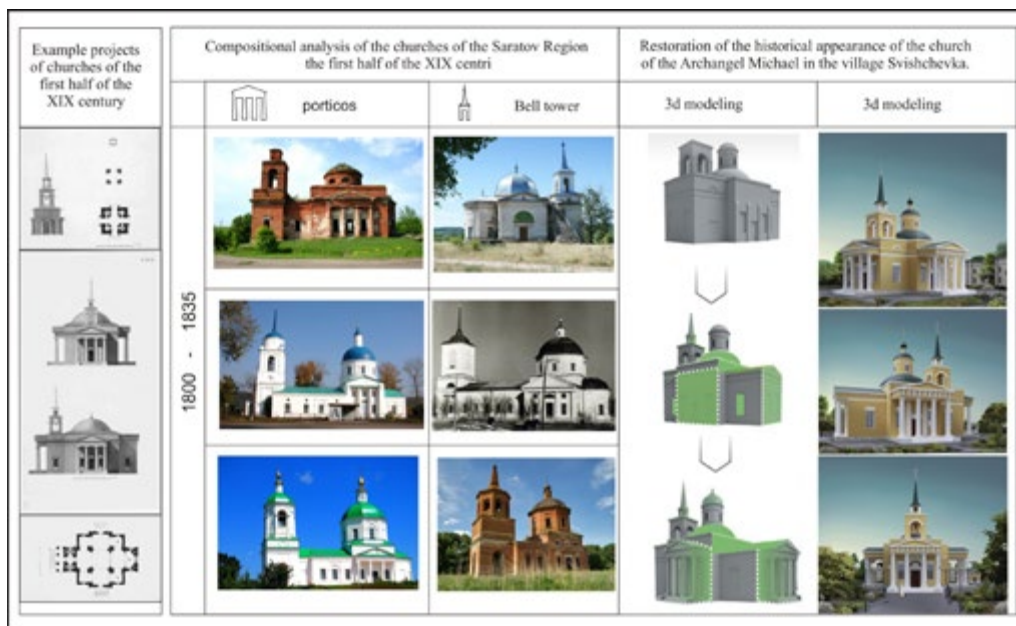 Example projects
of churches of the
first half of the
XIX century
Compositional analysis of the churches of the Saratov Region
the first half of the XIX centri
Restoration of the historical appearance of the church
of the Archangel Michael in the village Svishchevka.
porticos
Bell tower
3d modeling
3d modeling
1800 - 1835